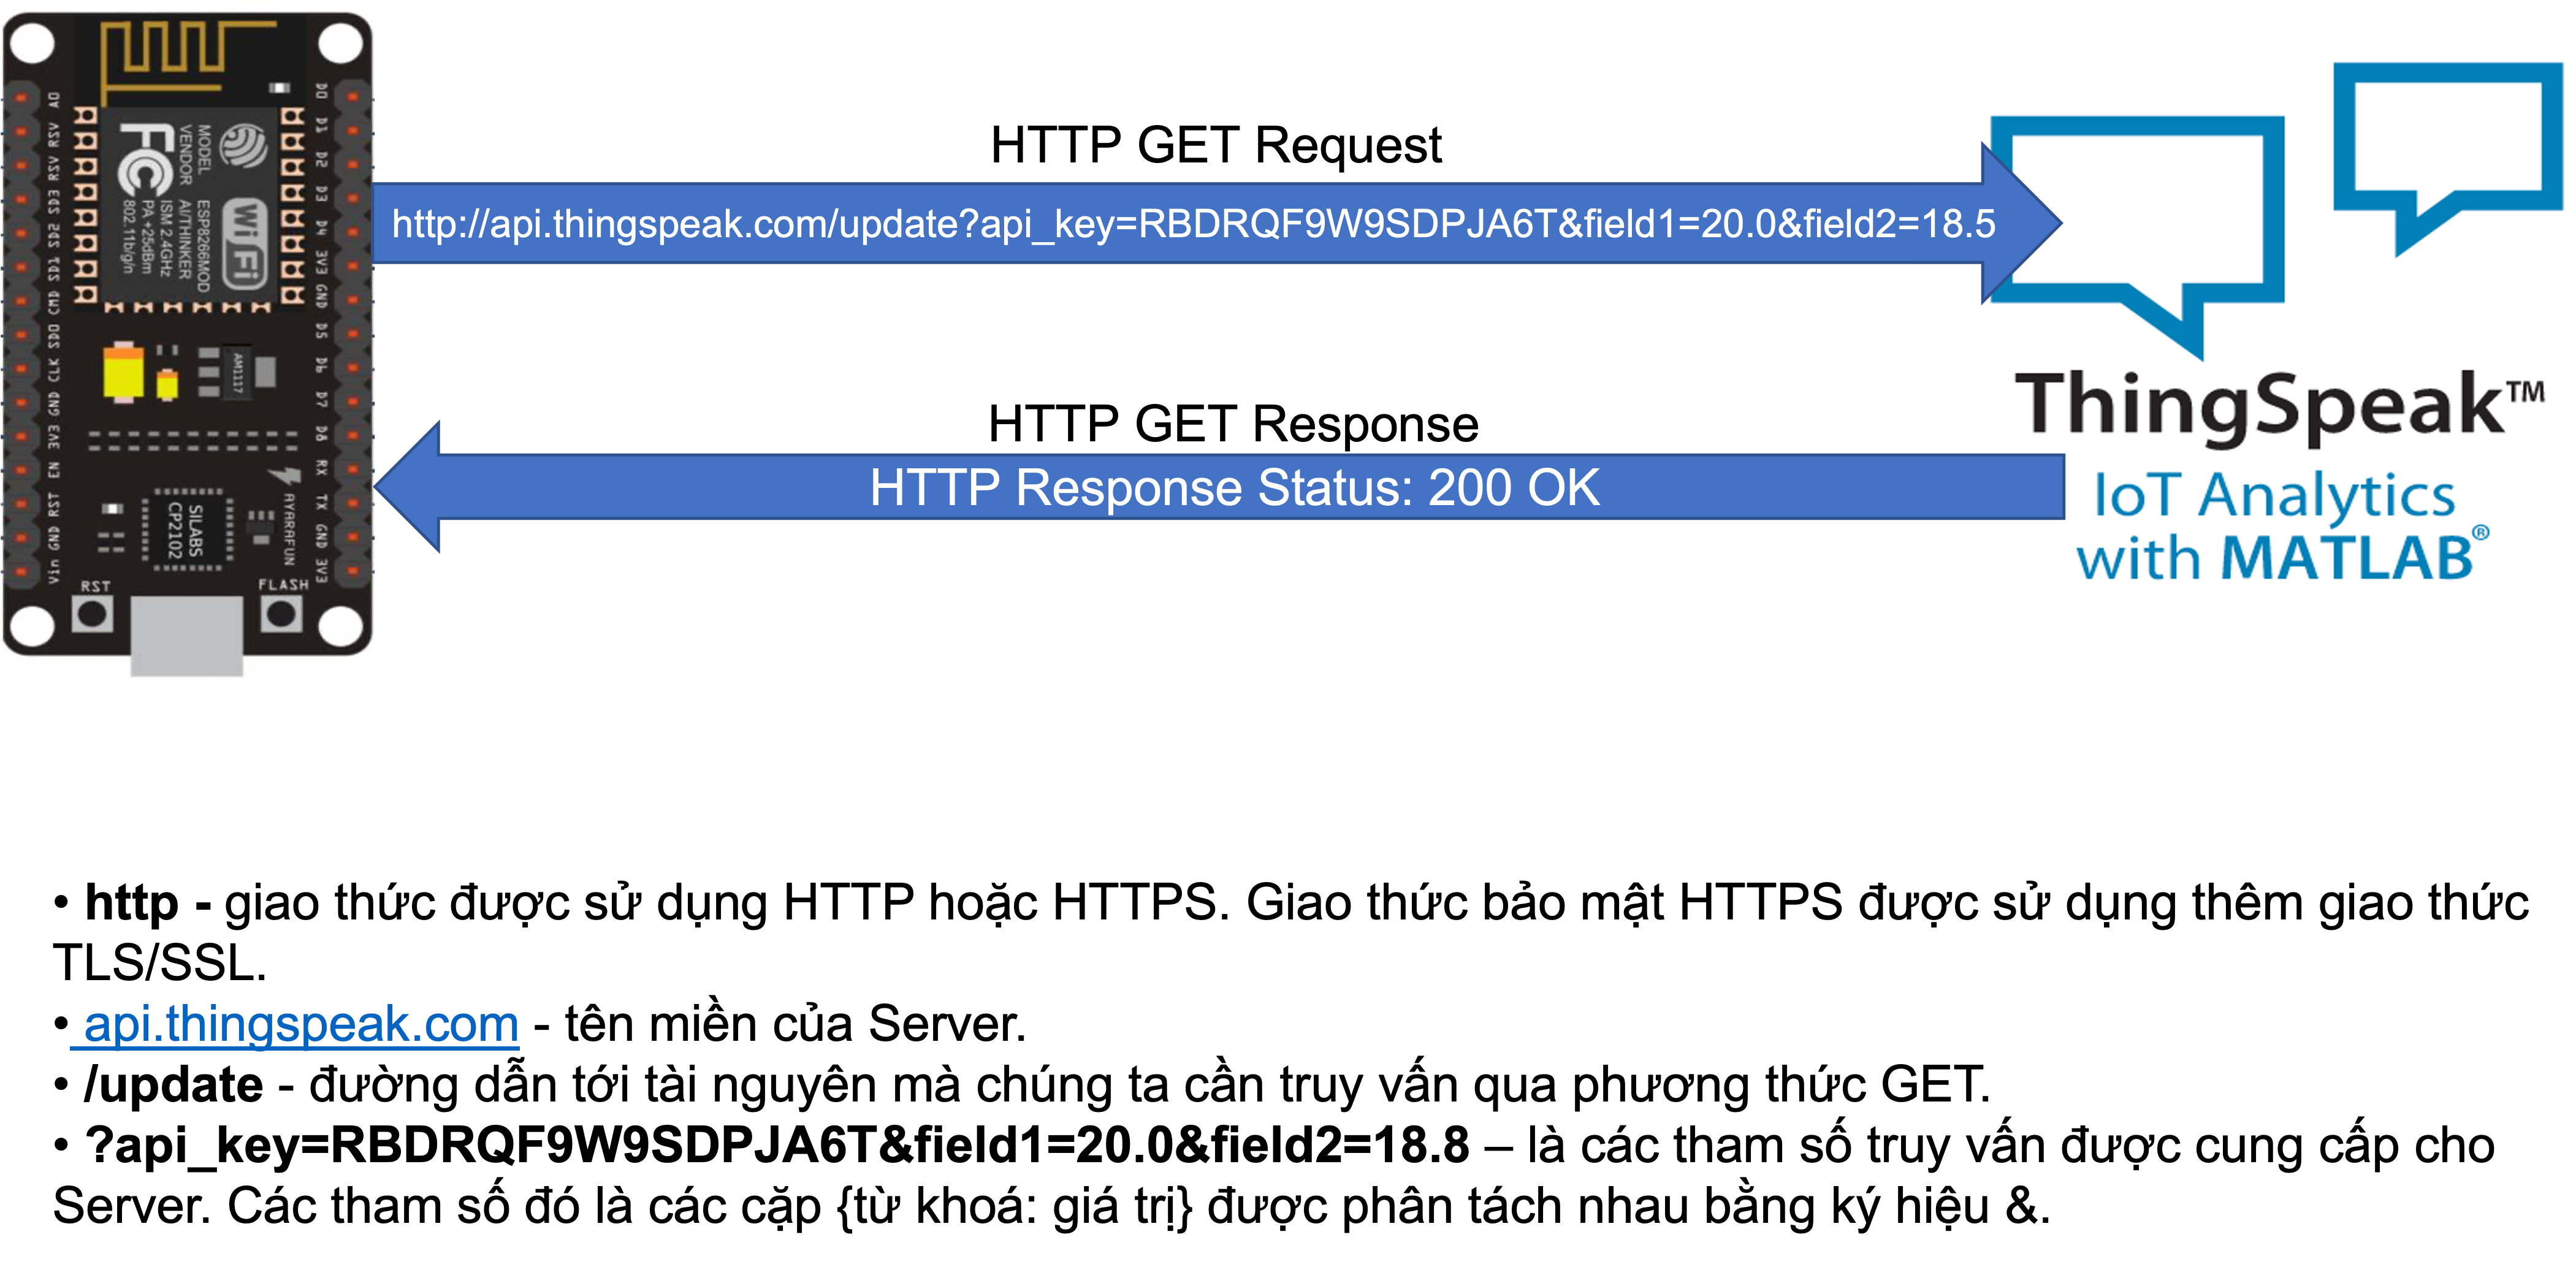 HTTP GET Request
http://api.thingspeak.com/update?api_key=RBDRQF9W9SDPJA6T&field1=20.0&field2=18.5
HTTP GET Response
HTTP Response Status: 200 OK
ThingSpeak™
IoT Analytics
with MATLAB®
A0
RSV
RSV
SD3
SD2
SD1
CMD
SD0
CLK
GND
3V3
EN
RST
GND
Vin
D0
D1
D2
D3
D4
3V3
GND
D5
D6
D7
D8
RX
TX
GND
3V3
MODEL ESP8266MOD
VENDOR AI/THINKER
ISM 2.4GHz
PA +25dBm
802.11b/g/n
FC
WiFi
AM1117
SILABS
CP2102
AYARAFUN
RST
FLASH
• http - giao thức được sử dụng HTTP hoặc HTTPS. Giao thức bảo mật HTTPS được sử dụng thêm giao thức
TLS/SSL.
• api.thingspeak.com - tên miền của Server.
• /update - đường dẫn tới tài nguyên mà chúng ta cần truy vấn qua phương thức GET.
• ?api_key=RBDRQF9W9SDPJA6T&field1=20.0&field2=18.8 – là các tham số truy vấn được cung cấp cho
Server. Các tham số đó là các cặp {từ khoá: giá trị} được phân tách nhau bằng ký hiệu &.